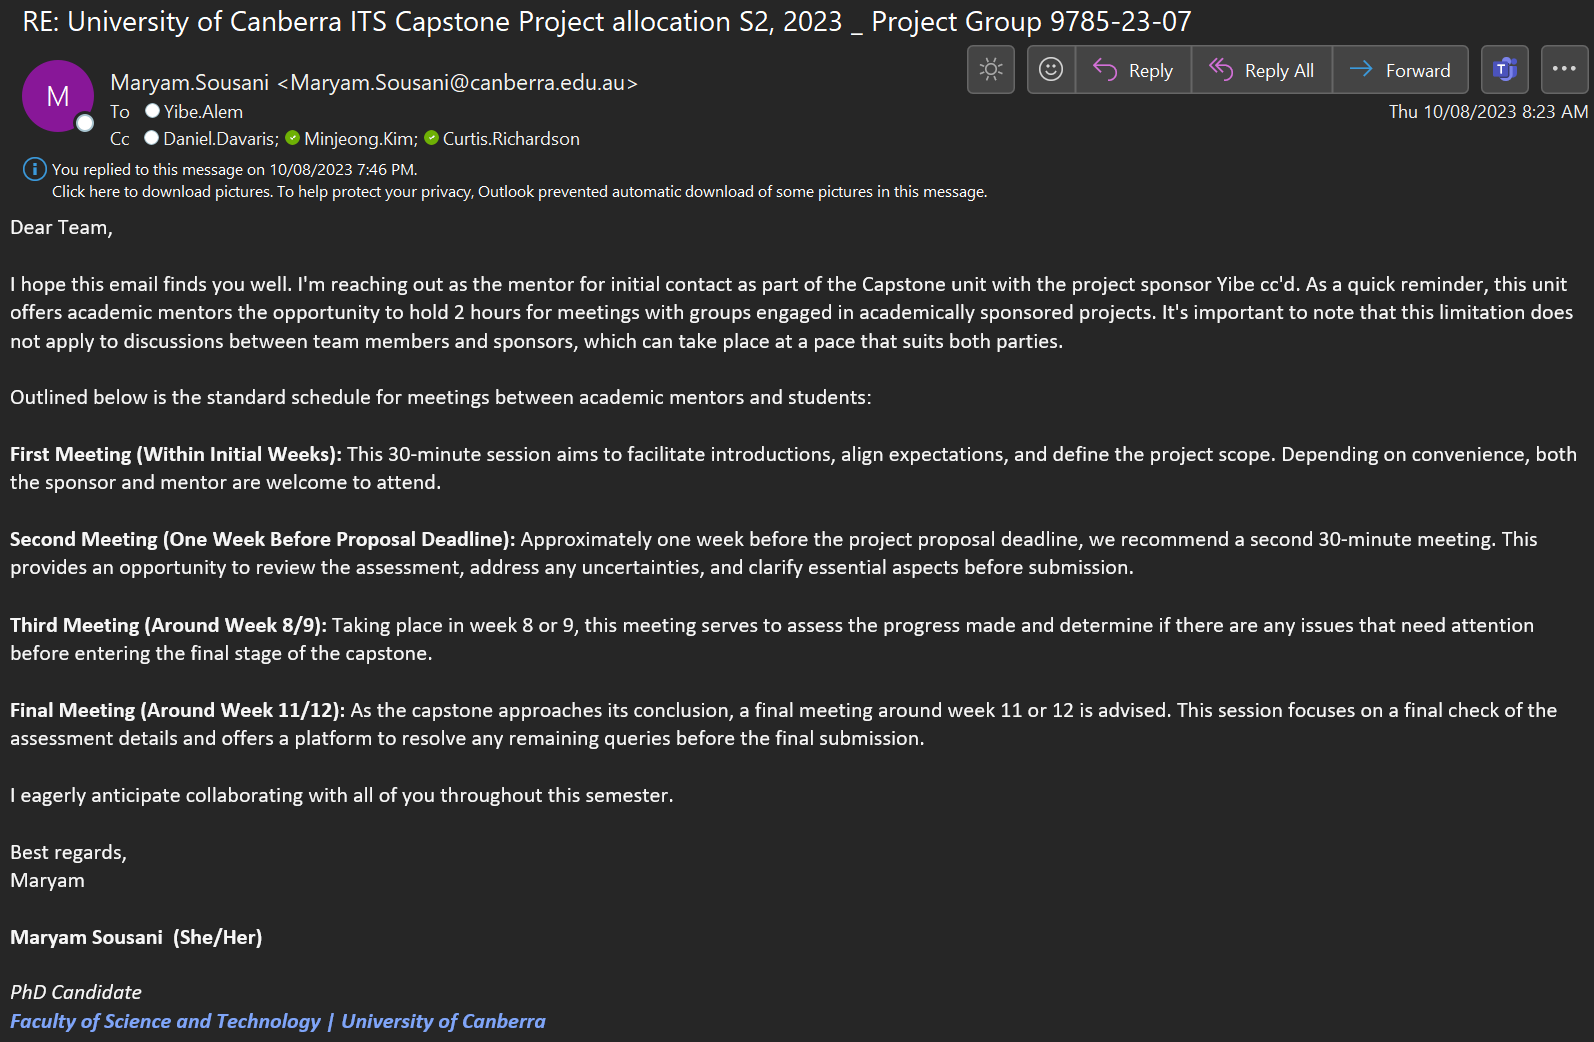 RE: University of Canberra ITS Capstone Project allocation S2, 2023 _ Project Group 9785-23-07
M
Maryam.Sousani <Maryam.Sousani@canberra.edu.au>
To Yibe.Alem
Cc Daniel.Davaris; Minjeong.Kim; Curtis.Richardson
Reply
Reply All
Forward
Thu 10/08/2023 8:23 AM
You replied to this message on 10/08/2023 7:46 PM.
Click here to download pictures. To help protect your privacy, Outlook prevented automatic download of some pictures in this message.
Dear Team,
I hope this email finds you well. I'm reaching out as the mentor for initial contact as part of the Capstone unit with the project sponsor Yibe cc'd. As a quick reminder, this unit
offers academic mentors the opportunity to hold 2 hours for meetings with groups engaged in academically sponsored projects. It's important to note that this limitation does
not apply to discussions between team members and sponsors, which can take place at a pace that suits both parties.
Outlined below is the standard schedule for meetings between academic mentors and students:
First Meeting (Within Initial Weeks): This 30-minute session aims to facilitate introductions, align expectations, and define the project scope. Depending on convenience, both
the sponsor and mentor are welcome to attend.
Second Meeting (One Week Before Proposal Deadline): Approximately one week before the project proposal deadline, we recommend a second 30-minute meeting. This
provides an opportunity to review the assessment, address any uncertainties, and clarify essential aspects before submission.
Third Meeting (Around Week 8/9): Taking place in week 8 or 9, this meeting serves to assess the progress made and determine if there are any issues that need attention
before entering the final stage of the capstone.
Final Meeting (Around Week 11/12): As the capstone approaches its conclusion, a final meeting around week 11 or 12 is advised. This session focuses on a final check of the
assessment details and offers a platform to resolve any remaining queries before the final submission.
I eagerly anticipate collaborating with all of you throughout this semester.
Best regards,
Maryam
Maryam Sousani (She/Her)
PhD Candidate
Faculty of Science and Technology | University of Canberra